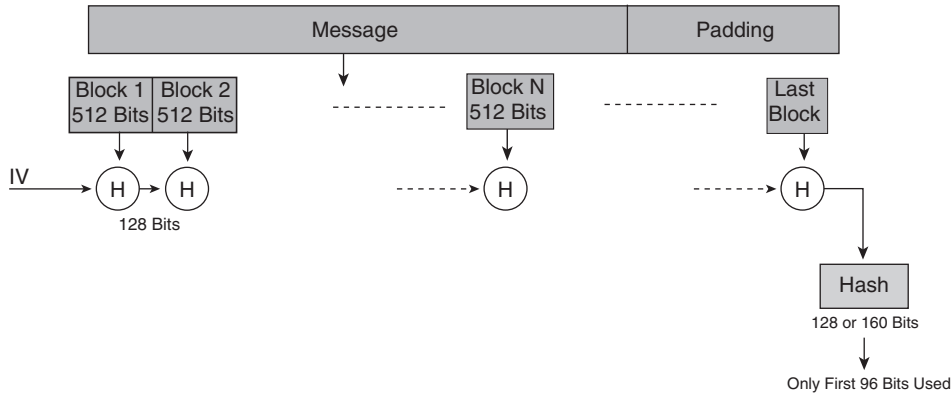 Message
Padding
Block 1
512 Bits
Block 2
512 Bits
Block N
512 Bits
Last
Block
IV
H
H
H
H
128 Bits
Hash
128 or 160 Bits
Only First 96 Bits Used